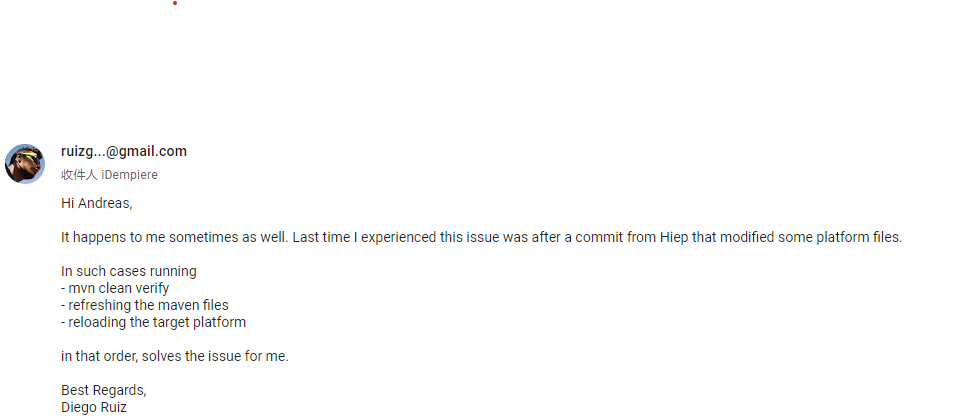 ruizg...@gmail.com
收件人 iDempiere
Hi Andreas,
It happens to me sometimes as well. Last time I experienced this issue was after a commit from Hiep that modified some platform files.
In such cases running
- mvn clean verify
- refreshing the maven files
- reloading the target platform
in that order, solves the issue for me.
Best Regards,
Diego Ruiz